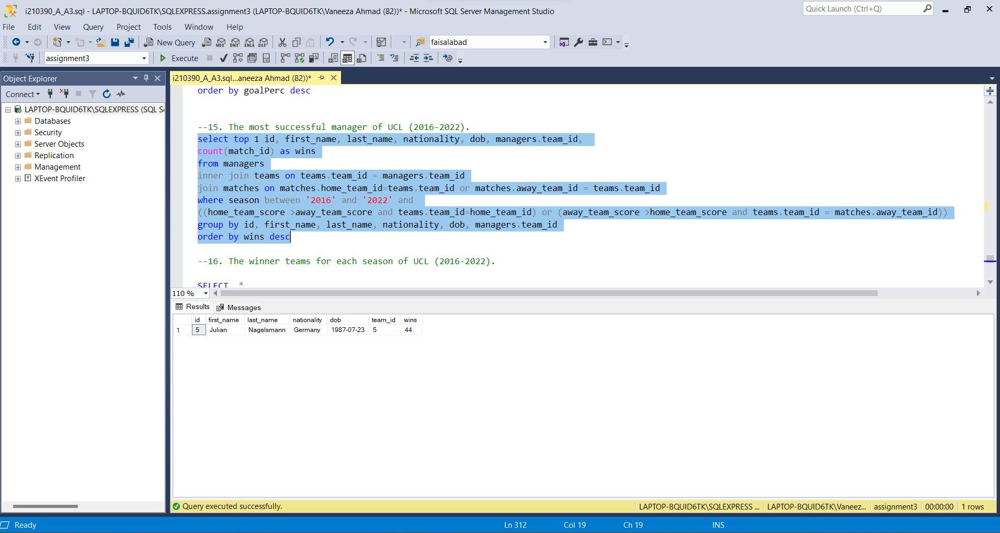 i210390_A_A3.sql - LAPTOP-BQUID6TK\SQLEXPRESS.assignment3 (LAPTOP-BQUID6TK\Vaneeza Ahmad (82))* - Microsoft SQL Server Management Studio
Quick Launch (Ctrl+Q)
File Edit View Query Project Tools Window Help
New Query MDX DMX XMLA DAX faisalabad
assignment3 Execute
Object Explorer
i210390_A_A3.sql...aneeza Ahmad (82))*
Connect
LAPTOP-BQUID6TK\SQLEXPRESS (SQL S
Databases
Security
Server Objects
Replication
Management
XEvent Profiler
order by goalPerc desc
--15. The most successful manager of UCL (2016-2022).
select top 1 id, first_name, last_name, nationality, dob, managers.team_id,
count(match_id) as wins
from managers
inner join teams on teams.team_id = managers.team_id
join matches on matches.home_team_id=teams.team_id or matches.away_team_id = teams.team_id
where season between '2016' and '2022' and
((home_team_score >away_team_score and teams.team_id=home_team_id) or (away_team_score >home_team_score and teams.team_id = matches.away_team_id))
group by id, first_name, last_name, nationality, dob, managers.team_id
order by wins desc
--16. The winner teams for each season of UCL (2016-2022).
SELECT *
110 %
Results Messages
id first_name last_name nationality dob team_id wins
1 5 Julian Nagelsmann Germany 1987-07-23 5 44
Query executed successfully. LAPTOP-BQUID6TK\SQLEXPRESS ... LAPTOP-BQUID6TK\Vaneez... assignment3 00:00:00 1 rows
Ready Ln 312 Col 19 Ch 19 INS